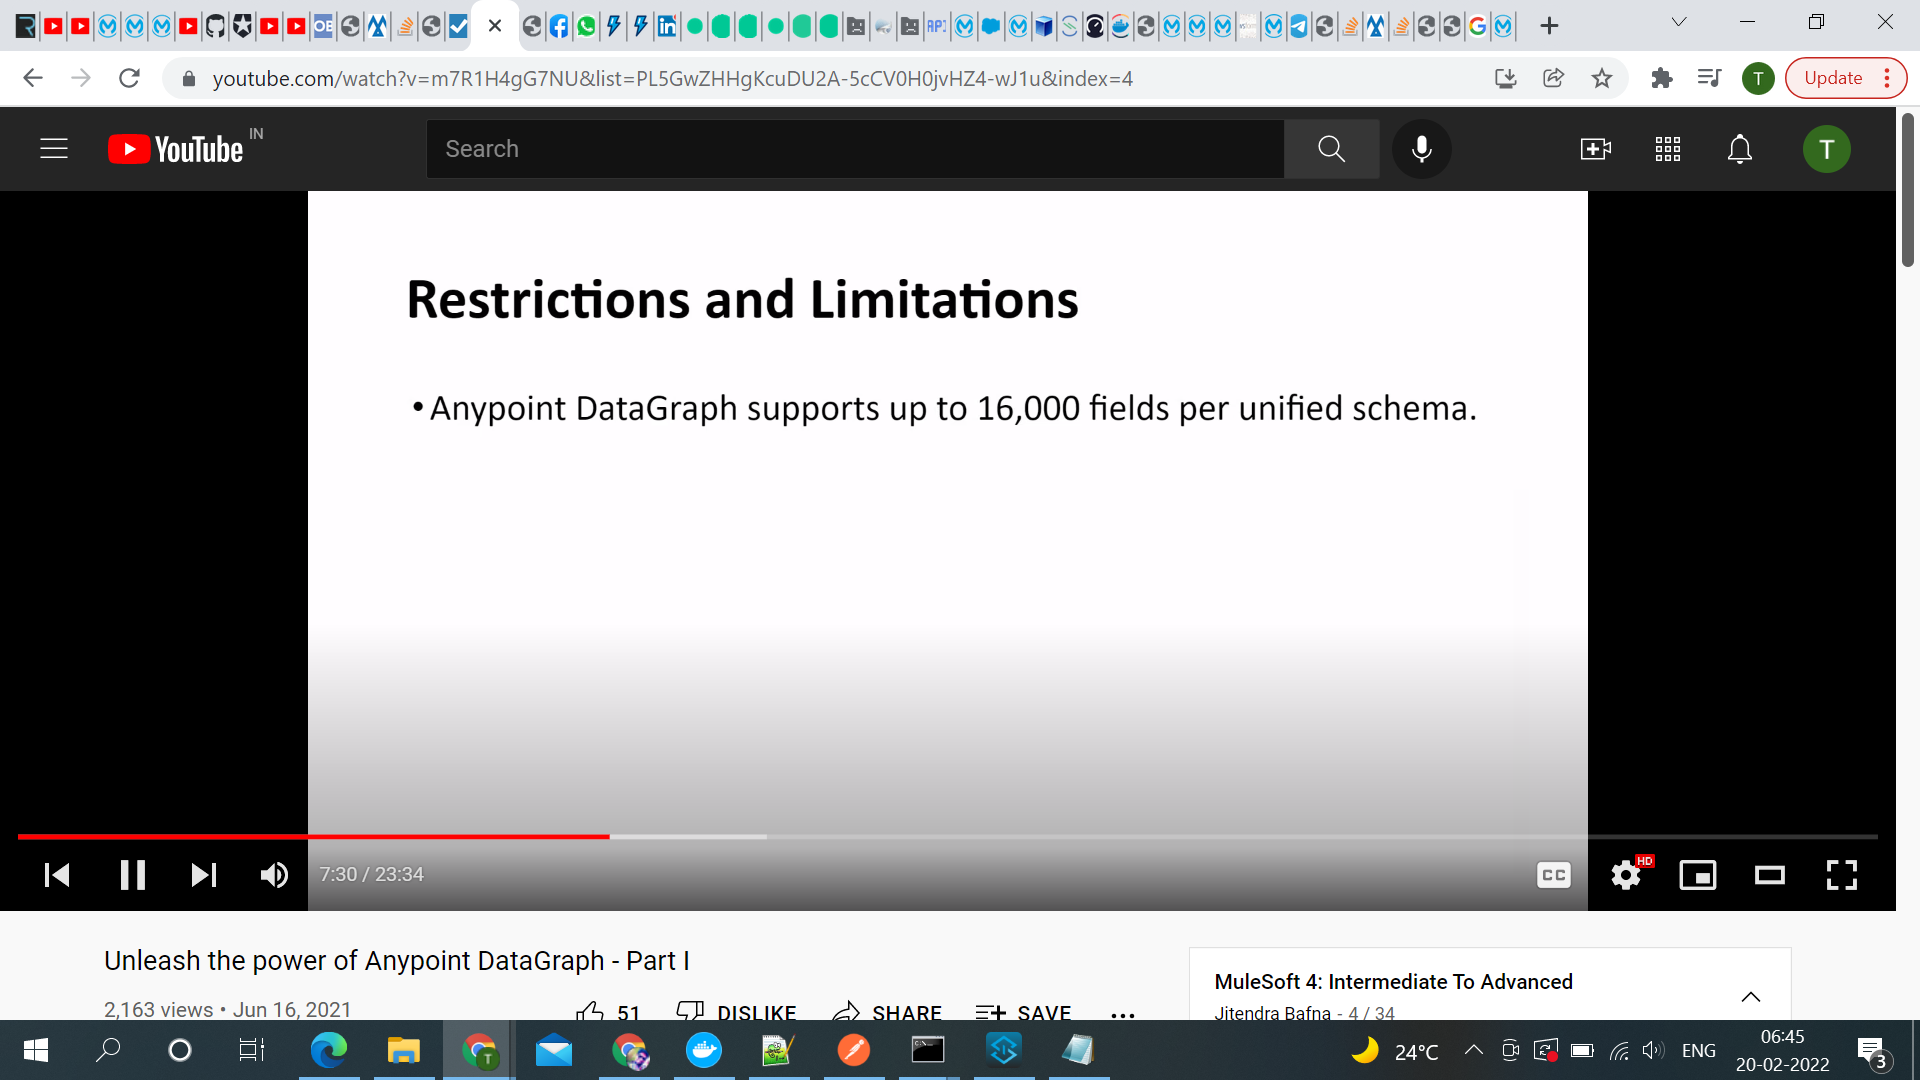 youtube.com/watch?v=m7R1H4gG7NU&list=PL5GwZHHgKcuDU2A-5cCV0H0jvHZ4-wJ1u&index=4
T
Update
YouTube IN
Search
T
Restrictions and Limitations
• Anypoint DataGraph supports up to 16,000 fields per unified schema.
7:30 / 23:34
CC
HD
Unleash the power of Anypoint DataGraph - Part I
2,163 views • Jun 16, 2021
51
DISLIKE
SHARE
SAVE
MuleSoft 4: Intermediate To Advanced
Jitendra Bafna - 4 / 34
24°C
ENG
06:45
20-02-2022
3